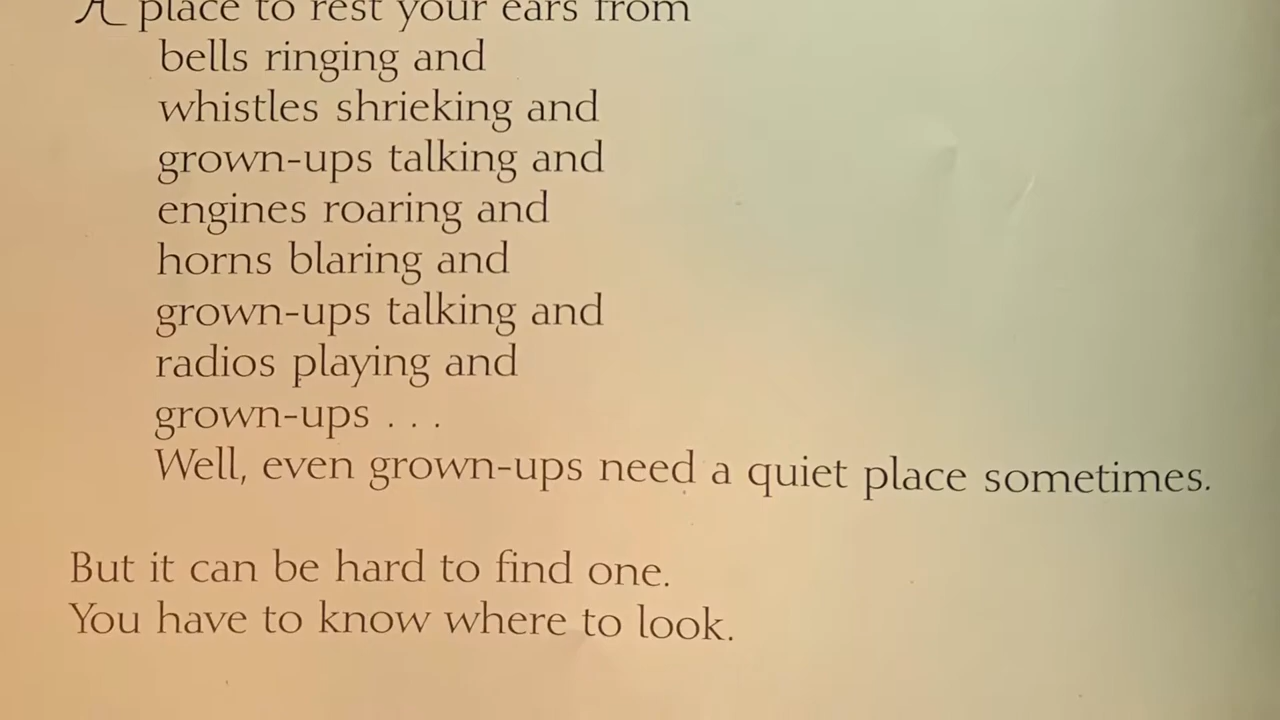 A place to rest your ears from
bells ringing and
whistles shrieking and
grown-ups talking and
engines roaring and
horns blaring and
grown-ups talking and
radios playing and
grown-ups . . .
Well, even grown-ups need a quiet place sometimes.
But it can be hard to find one.
You have to know where to look.